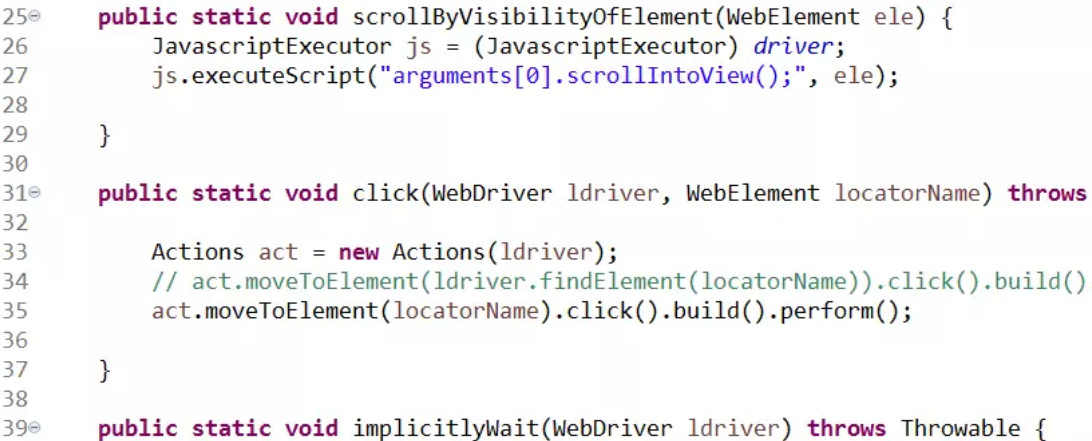 25 public static void scrollByVisibilityOfElement(WebElement ele) {
26 JavascriptExecutor js = (JavascriptExecutor) driver;
27 js.executeScript("arguments[0].scrollIntoView();", ele);
28
29 }
30
31 public static void click(WebDriver ldriver, WebElement locatorName) throws
32
33 Actions act = new Actions(ldriver);
34 // act.moveToElement(ldriver.findElement(locatorName)).click().build()
35 act.moveToElement(locatorName).click().build().perform();
36
37 }
38
39 public static void implicitlyWait(WebDriver ldriver) throws Throwable {